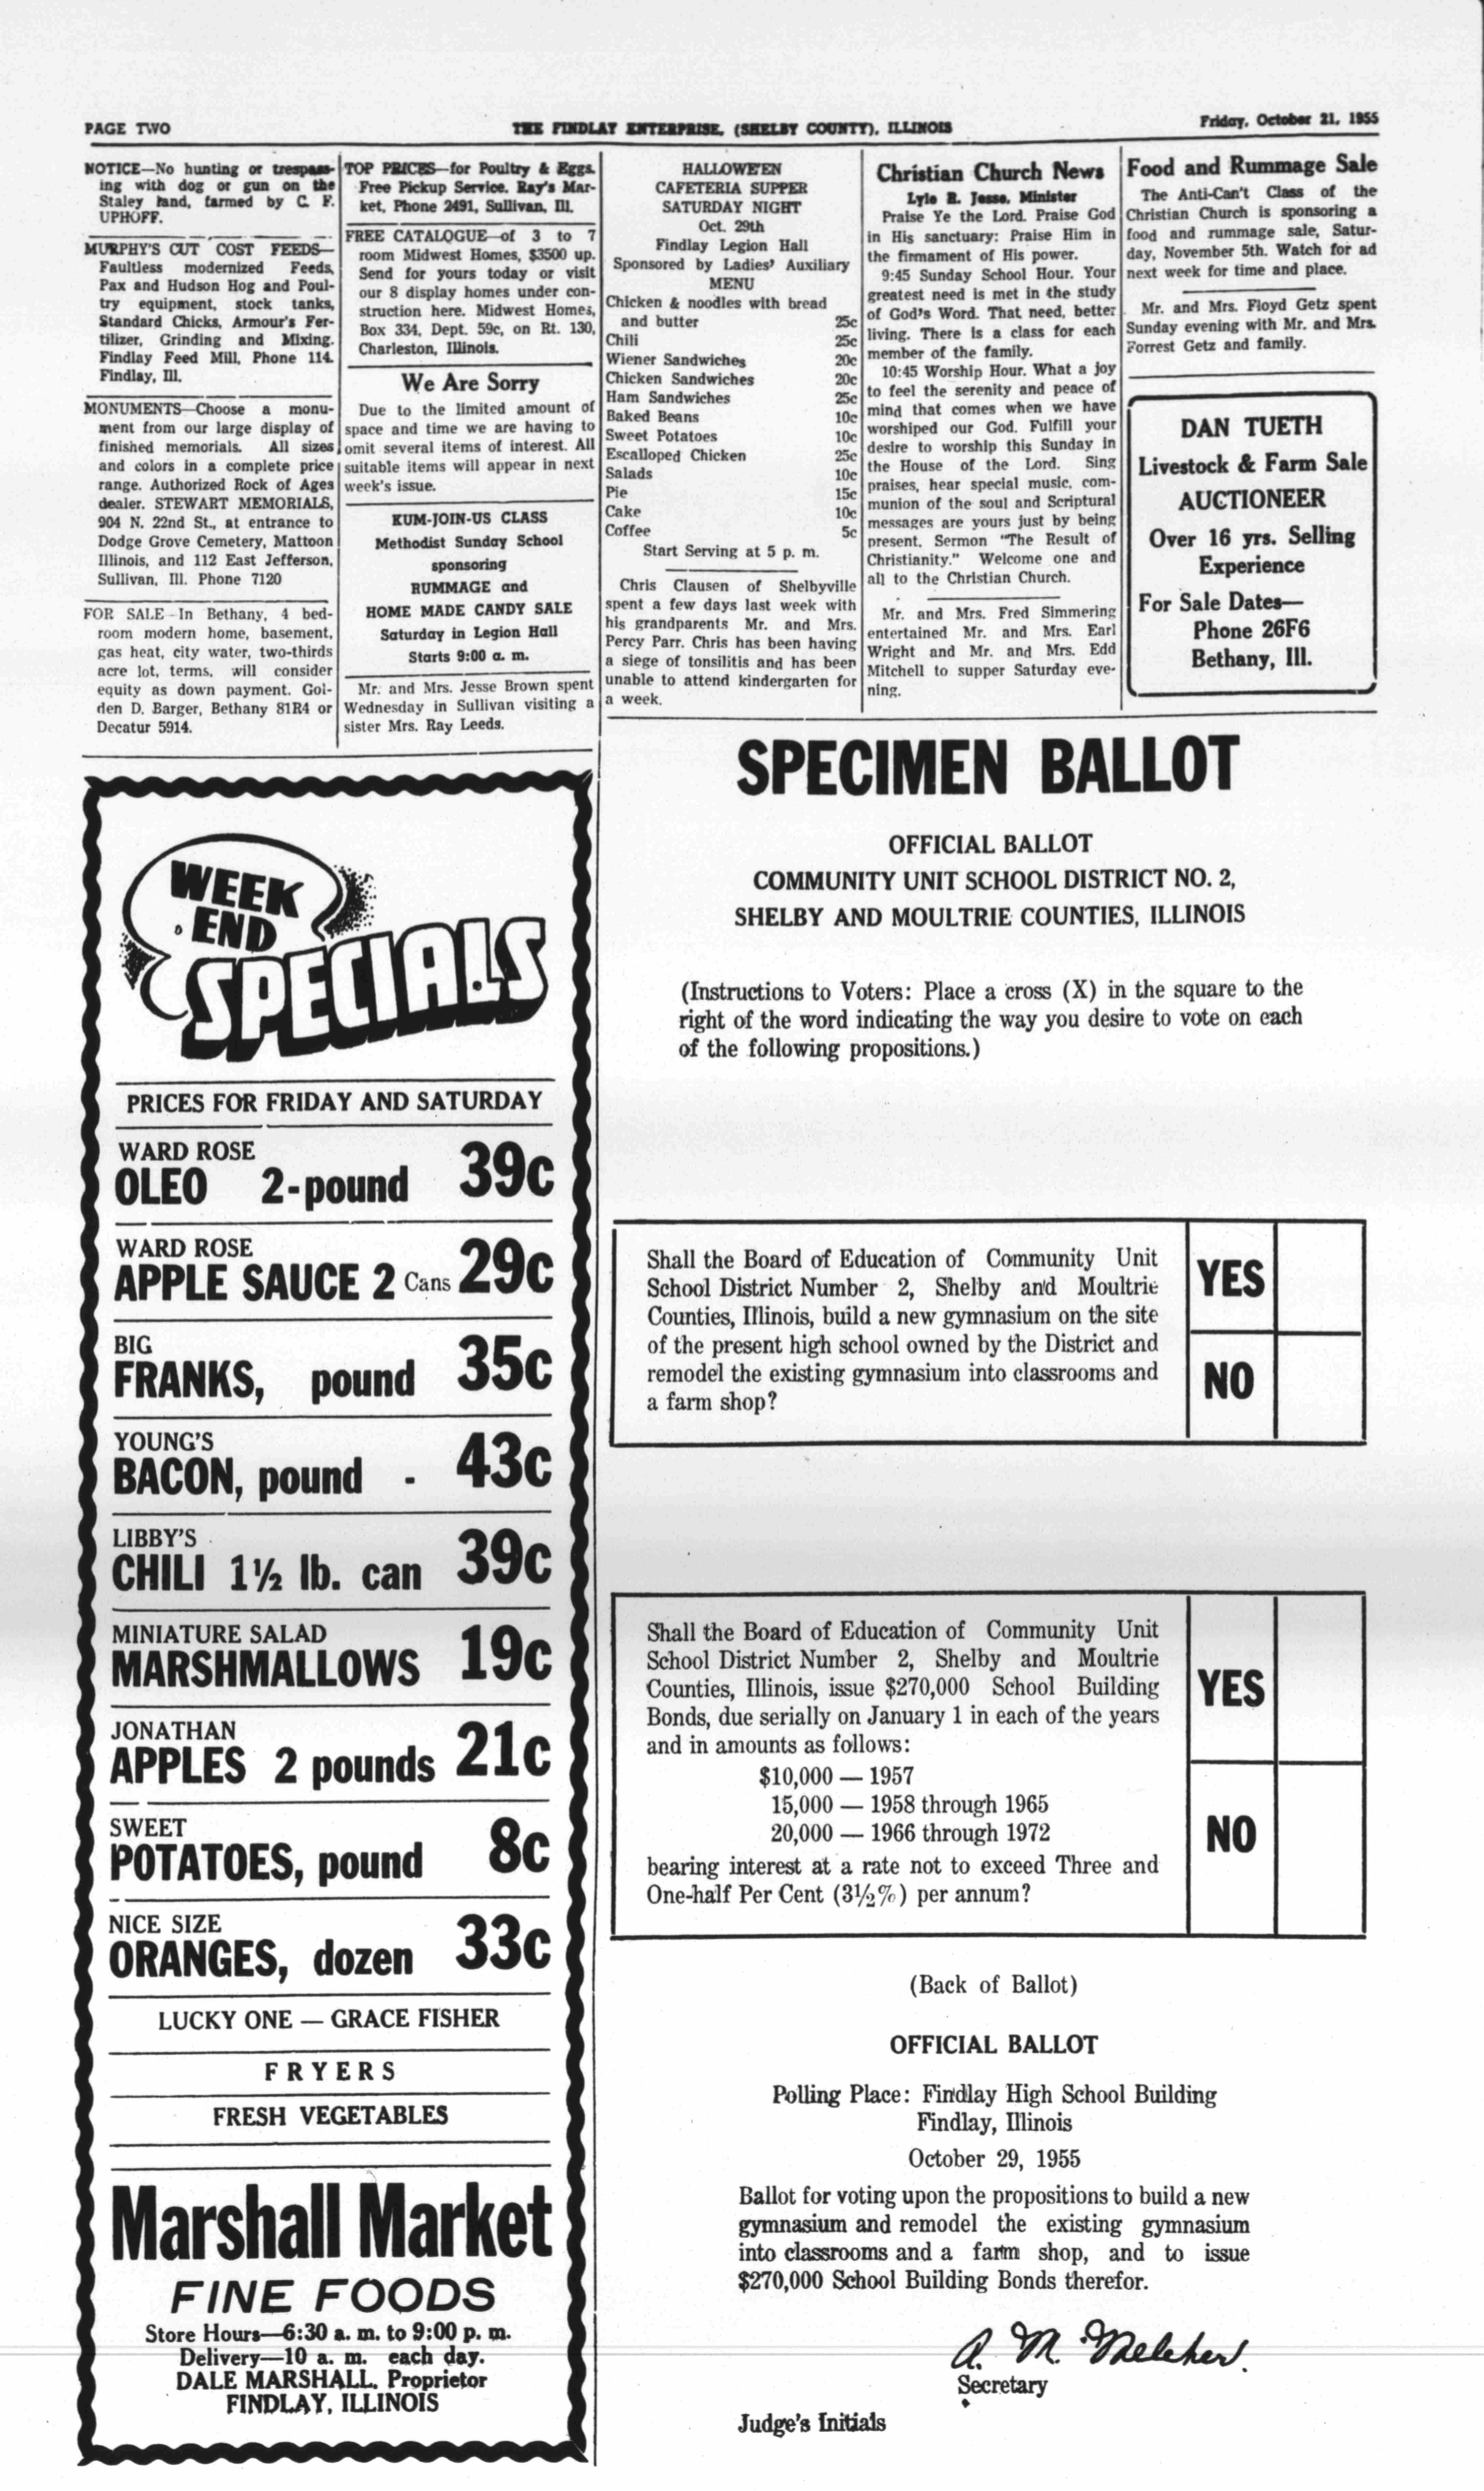 PAGE TWO
THE FINDLAY ENTERPRISE, (SHELBY COUNTY), ILLINOIS
Friday, October 21, 1955
NOTICE—No hunting or trespass-
ing with dog or gun on the
Staley land, farmed by C. F.
UPHOFF.
MURPHY'S CUT COST FEEDS—
Faultless modernized Feeds,
Pax and Hudson Hog and Poul-
try equipment, stock tanks,
Standard Chicks, Armour's Fer-
tilizer, Grinding and Mixing.
Findlay Feed Mill, Phone 114.
Findlay, Ill.
MONUMENTS—Choose a monu-
ment from our large display of
finished memorials. All sizes
and colors in a complete price
range. Authorized Rock of Ages
dealer. STEWART MEMORIALS,
904 N. 22nd St., at entrance to
Dodge Grove Cemetery, Mattoon
Illinois, and 112 East Jefferson,
Sullivan, Ill. Phone 7120
FOR SALE—In Bethany, 4 bed-
room modern home, basement,
gas heat, city water, two-thirds
acre lot, terms, will consider
equity as down payment. Gol-
den D. Barger, Bethany 81R4 or
Decatur 5914.
TOP PRICES—for Poultry & Eggs.
Free Pickup Service. Ray's Mar-
ket, Phone 2491, Sullivan, Ill.
FREE CATALOGUE—of 3 to 7
room Midwest Homes, $3500 up.
Send for yours today or visit
our 8 display homes under con-
struction here. Midwest Homes,
Box 334, Dept. 59c, on Rt. 130,
Charleston, Illinois.
We Are Sorry
Due to the limited amount of
space and time we are having to
omit several items of interest. All
suitable items will appear in next
week's issue.
KUM-JOIN-US CLASS
Methodist Sunday School
sponsoring
RUMMAGE and
HOME MADE CANDY SALE
Saturday in Legion Hall
Starts 9:00 a. m.
Mr. and Mrs. Jesse Brown spent
Wednesday in Sullivan visiting a
sister Mrs. Ray Leeds.
HALLOWE'EN
CAFETERIA SUPPER
SATURDAY NIGHT
Oct. 29th
Findlay Legion Hall
Sponsored by Ladies' Auxiliary
MENU
Chicken & noodles with bread
and butter 25c
Chili 25c
Wiener Sandwiches 20c
Chicken Sandwiches 20c
Ham Sandwiches 25c
Baked Beans 10c
Sweet Potatoes 10c
Escalloped Chicken 25c
Salads 10c
Pie 15c
Cake 10c
Coffee 5c
Start Serving at 5 p. m.
Chris Clausen of Shelbyville
spent a few days last week with
his grandparents Mr. and Mrs.
Percy Parr. Chris has been having
a siege of tonsilitis and has been
unable to attend kindergarten for
a week.
Christian Church News
Lyle R. Jesse, Minister
Praise Ye the Lord. Praise God
in His sanctuary: Praise Him in
the firmament of His power.
9:45 Sunday School Hour. Your
greatest need is met in the study
of God's Word. That need, better
living. There is a class for each
member of the family.
10:45 Worship Hour. What a joy
to feel the serenity and peace of
mind that comes when we have
worshiped our God. Fulfill your
desire to worship this Sunday in
the House of the Lord. Sing
praises, hear special music, com-
munion of the soul and Scriptural
messages are yours just by being
present. Sermon "The Result of
Christianity." Welcome one and
all to the Christian Church.
Mr. and Mrs. Fred Simmering
entertained Mr. and Mrs. Earl
Wright and Mr. and Mrs. Edd
Mitchell to supper Saturday eve-
ning.
Food and Rummage Sale
The Anti-Can't Class of the
Christian Church is sponsoring a
food and rummage sale, Satur-
day, November 5th. Watch for ad
next week for time and place.
Mr. and Mrs. Floyd Getz spent
Sunday evening with Mr. and Mrs.
Forrest Getz and family.
DAN TUETH
Livestock & Farm Sale
AUCTIONEER
Over 16 yrs. Selling
Experience
For Sale Dates—
Phone 26F6
Bethany, Ill.
WEEK
END
SPECIALS
PRICES FOR FRIDAY AND SATURDAY
WARD ROSE
OLEO 2-pound 39c
WARD ROSE
APPLE SAUCE 2 Cans 29c
BIG
FRANKS, pound 35c
YOUNG'S
BACON, pound - 43c
LIBBY'S
CHILI 1½ lb. can 39c
MINIATURE SALAD
MARSHMALLOWS 19c
JONATHAN
APPLES 2 pounds 21c
SWEET
POTATOES, pound 8c
NICE SIZE
ORANGES, dozen 33c
LUCKY ONE — GRACE FISHER
FRYERS
FRESH VEGETABLES
Marshall Market
FINE FOODS
Store Hours—6:30 a. m. to 9:00 p. m.
Delivery—10 a. m. each day.
DALE MARSHALL, Proprietor
FINDLAY, ILLINOIS
SPECIMEN BALLOT
OFFICIAL BALLOT
COMMUNITY UNIT SCHOOL DISTRICT NO. 2,
SHELBY AND MOULTRIE COUNTIES, ILLINOIS
(Instructions to Voters: Place a cross (X) in the square to the
right of the word indicating the way you desire to vote on each
of the following propositions.)
Shall the Board of Education of Community Unit
School District Number 2, Shelby and Moultrie
Counties, Illinois, build a new gymnasium on the site
of the present high school owned by the District and
remodel the existing gymnasium into classrooms and
a farm shop?
YES
NO
Shall the Board of Education of Community Unit
School District Number 2, Shelby and Moultrie
Counties, Illinois, issue $270,000 School Building
Bonds, due serially on January 1 in each of the years
and in amounts as follows:
$10,000 — 1957
15,000 — 1958 through 1965
20,000 — 1966 through 1972
bearing interest at a rate not to exceed Three and
One-half Per Cent (3½%) per annum?
YES
NO
(Back of Ballot)
OFFICIAL BALLOT
Polling Place: Findlay High School Building
Findlay, Illinois
October 29, 1955
Ballot for voting upon the propositions to build a new
gymnasium and remodel the existing gymnasium
into classrooms and a farm shop, and to issue
$270,000 School Building Bonds therefor.
A. M. Melcher.
Secretary
Judge's Initials